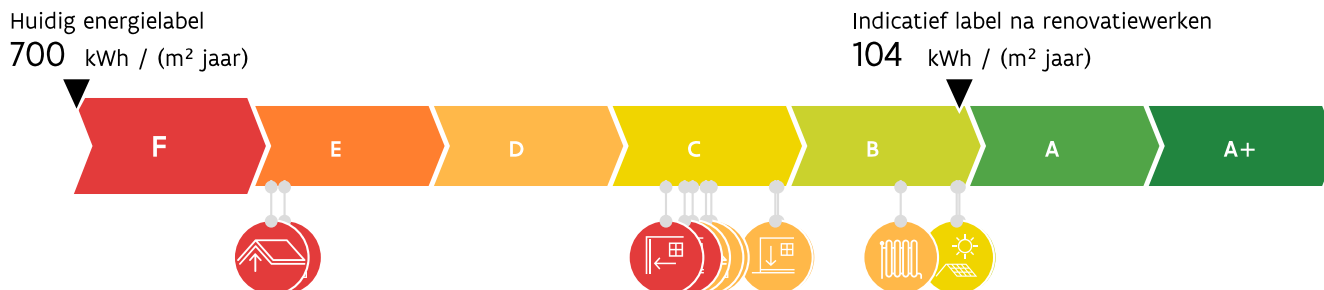 Huidig energielabel
700 kWh / (m² jaar)
Indicatief label na renovatiewerken
104 kWh / (m² jaar)
F E D C B A A+